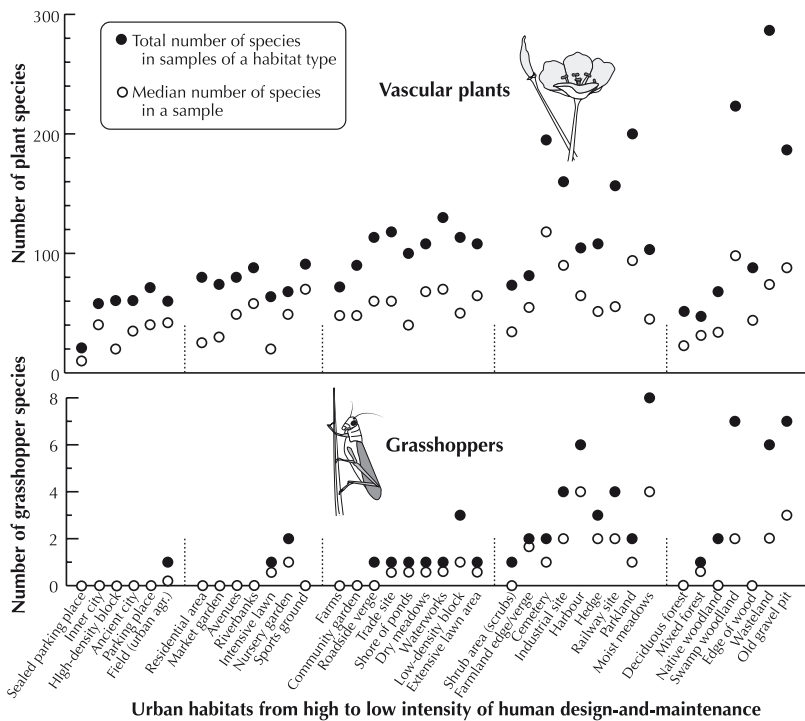 300
Total number of species
in samples of a habitat type
Median number of species
in a sample
Vascular plants
Number of plant species
200
100
0
8
6
4
2
0
Number of grasshopper species
Grasshoppers
Sealed parking place
Inner city
High-density block
Ancient city
Parking Place
Field (urban agr.)
Residential area
Market garden
Avenues
Riverbanks
Intensive lawn
Nursery garden
Sports ground
Farms
Community garden
Roadside verge
Trade site
Shore of ponds
Dry meadows
Waterworks
Low-density block
Extensive lawn area
Shrub area (scrubs)
Farmland edge/verge
Cemetery
Industrial site
Harbour
Hedge
Railway site
Parkland
Moist meadows
Deciduous forest
Mixed forest
Native woodland
Swamp woodland
Edge of wood
Wasteland
Old gravel pit
Urban habitats from high to low intensity of human design-and-maintenance